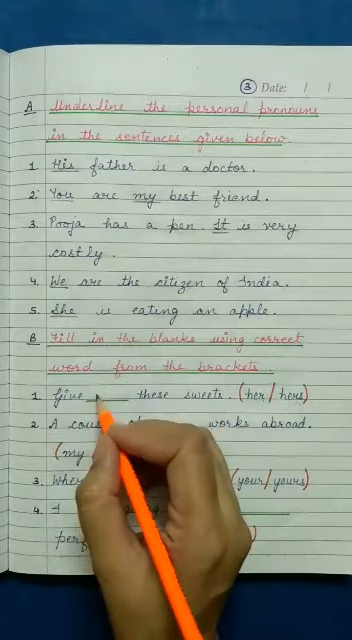 3 Date: / /
A Underline the personal pronouns
in the sentences given below.
1. His father is a doctor.
2. You are my best friend.
3. Pooja has a pen. It is very
costly.
4. We are the citizen of India.
5. She is eating an apple.
B Fill in the blanks using correct
word from the brackets.
1. Give ____ these sweets. (her/hers)
2. A works abroad.
(my
3. (your/yours)
4. I